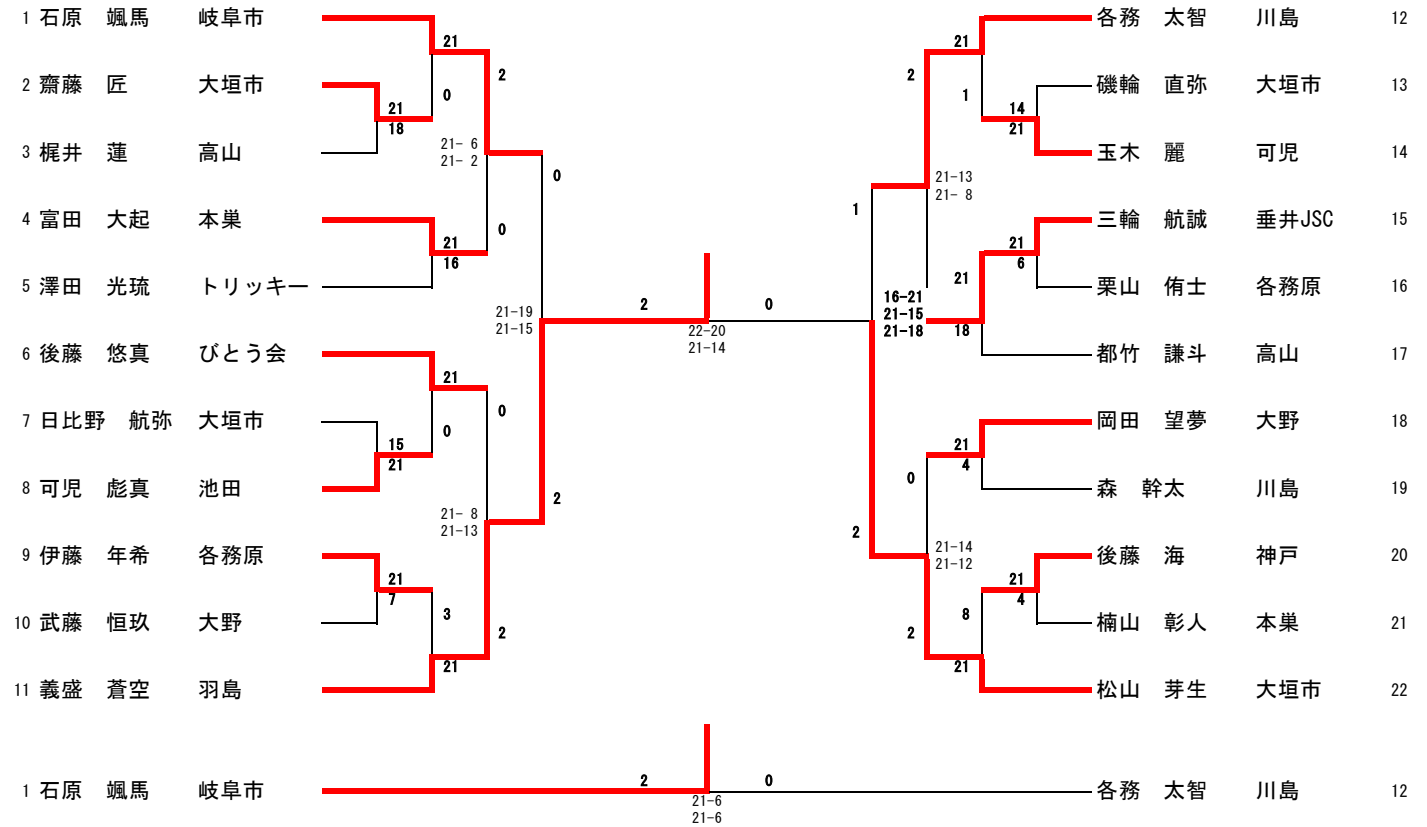 1 石原　颯馬　岐阜市
21
2
2 齋藤　匠　大垣市
0
21
18
3 梶井　蓮　高山
21- 6
21- 2
0
4 富田　大起　本巣
0
21
16
5 澤田　光琉　トリッキー
21-19
21-15
2
22-20
21-14
0
6 後藤　悠真　びとう会
21
0
7 日比野　航弥　大垣市
0
15
21
8 可児　彪真　池田
2
21- 8
21-13
9 伊藤　年希　各務原
21
7
3
10 武藤　恒玖　大野
2
21
11 義盛　蒼空　羽島
各務　太智　川島　12
21
2
磯輪　直弥　大垣市　13
1
14
21
玉木　麗　可児　14
21-13
21- 8
1
三輪　航誠　垂井JSC　15
21
6
21
栗山　侑士　各務原　16
16-21
21-15
21-18
18
都竹　謙斗　高山　17
岡田　望夢　大野　18
21
4
0
森　幹太　川島　19
2
21-14
21-12
後藤　海　神戸　20
21
4
8
楠山　彰人　本巣　21
2
21
松山　芽生　大垣市　22
1 石原　颯馬　岐阜市
2
0
21-6
21-6
各務　太智　川島　12